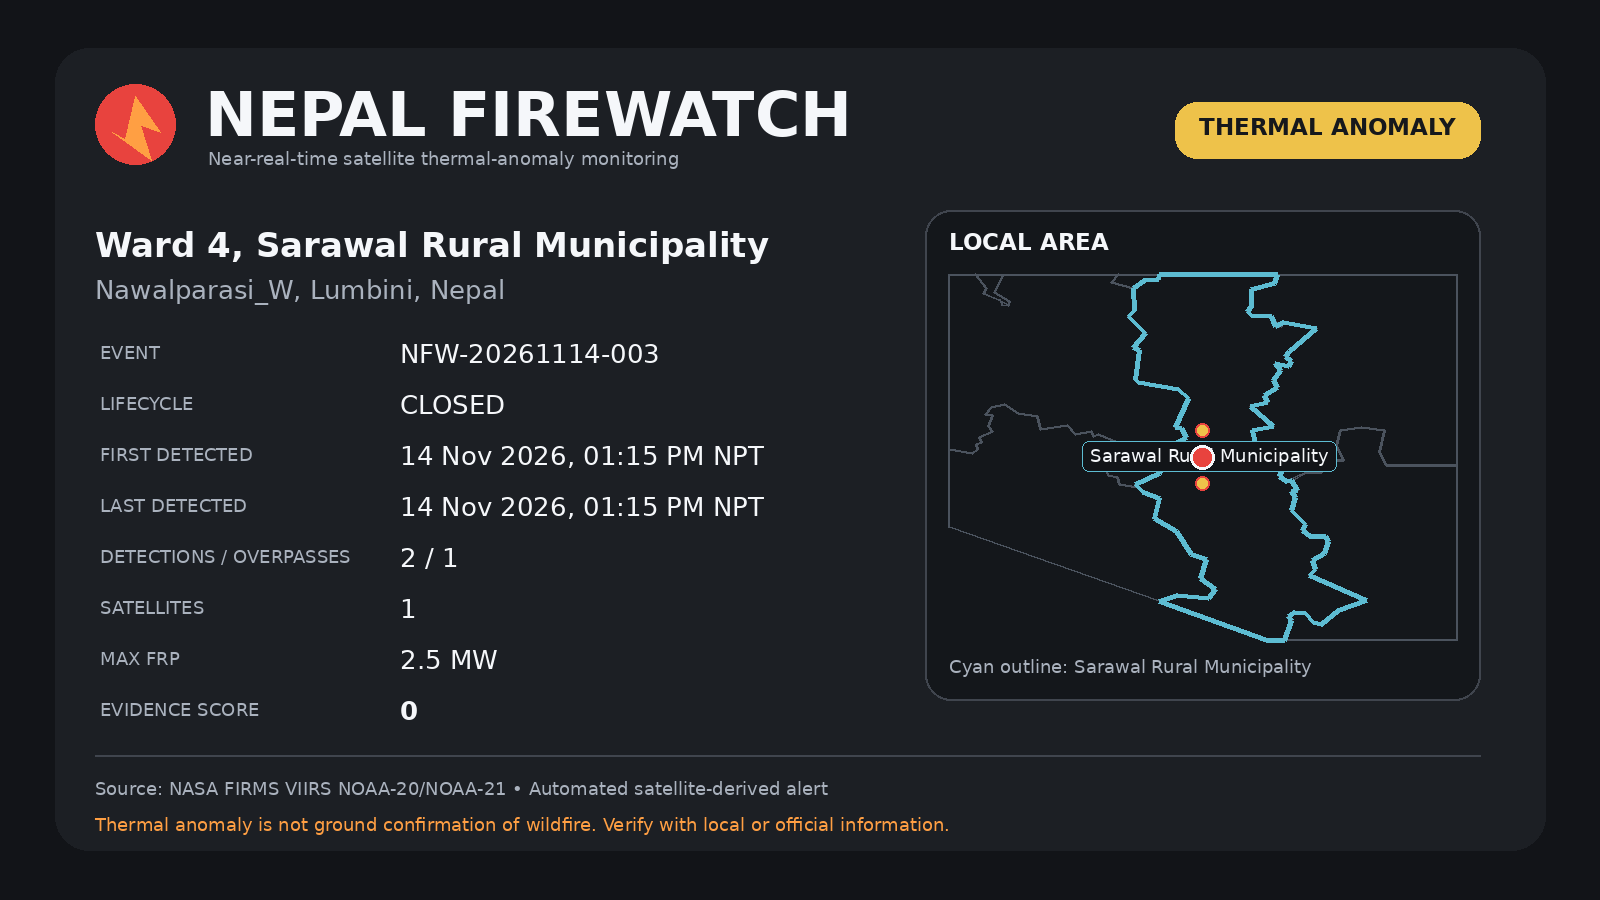 NEPAL FIREWATCH
Near-real-time satellite thermal-anomaly monitoring
THERMAL ANOMALY
Ward 4, Sarawal Rural Municipality
Nawalparasi_W, Lumbini, Nepal
EVENT NFW-20261114-003
LIFECYCLE CLOSED
FIRST DETECTED 14 Nov 2026, 01:15 PM NPT
LAST DETECTED 14 Nov 2026, 01:15 PM NPT
DETECTIONS / OVERPASSES 2 / 1
SATELLITES 1
MAX FRP 2.5 MW
EVIDENCE SCORE 0
LOCAL AREA
Sarawal Ru Municipality
Cyan outline: Sarawal Rural Municipality
Source: NASA FIRMS VIIRS NOAA-20/NOAA-21 • Automated satellite-derived alert
Thermal anomaly is not ground confirmation of wildfire. Verify with local or official information.